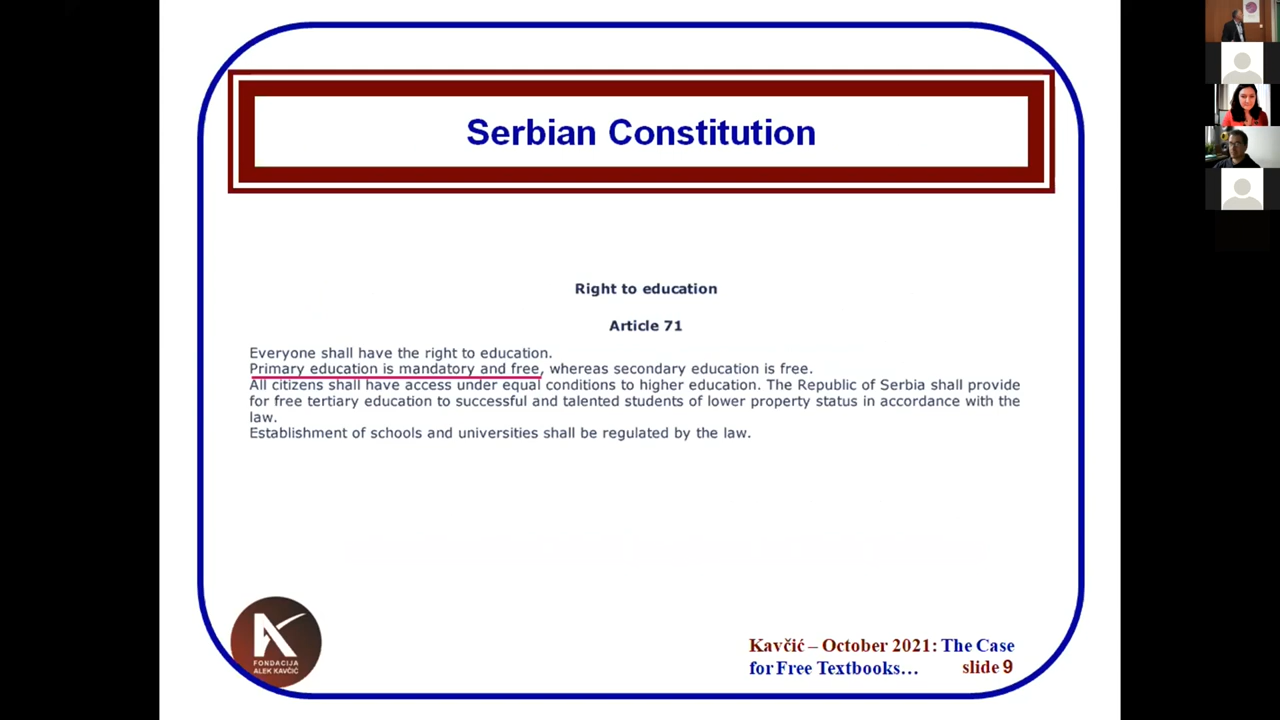 Serbian Constitution
Right to education
Article 71
Everyone shall have the right to education.
Primary education is mandatory and free, whereas secondary education is free.
All citizens shall have access under equal conditions to higher education. The Republic of Serbia shall provide
for free tertiary education to successful and talented students of lower property status in accordance with the
law.
Establishment of schools and universities shall be regulated by the law.
FONDACIJA
ALEK KAVČIĆ
Kavčić – October 2021: The Case
for Free Textbooks… slide 9